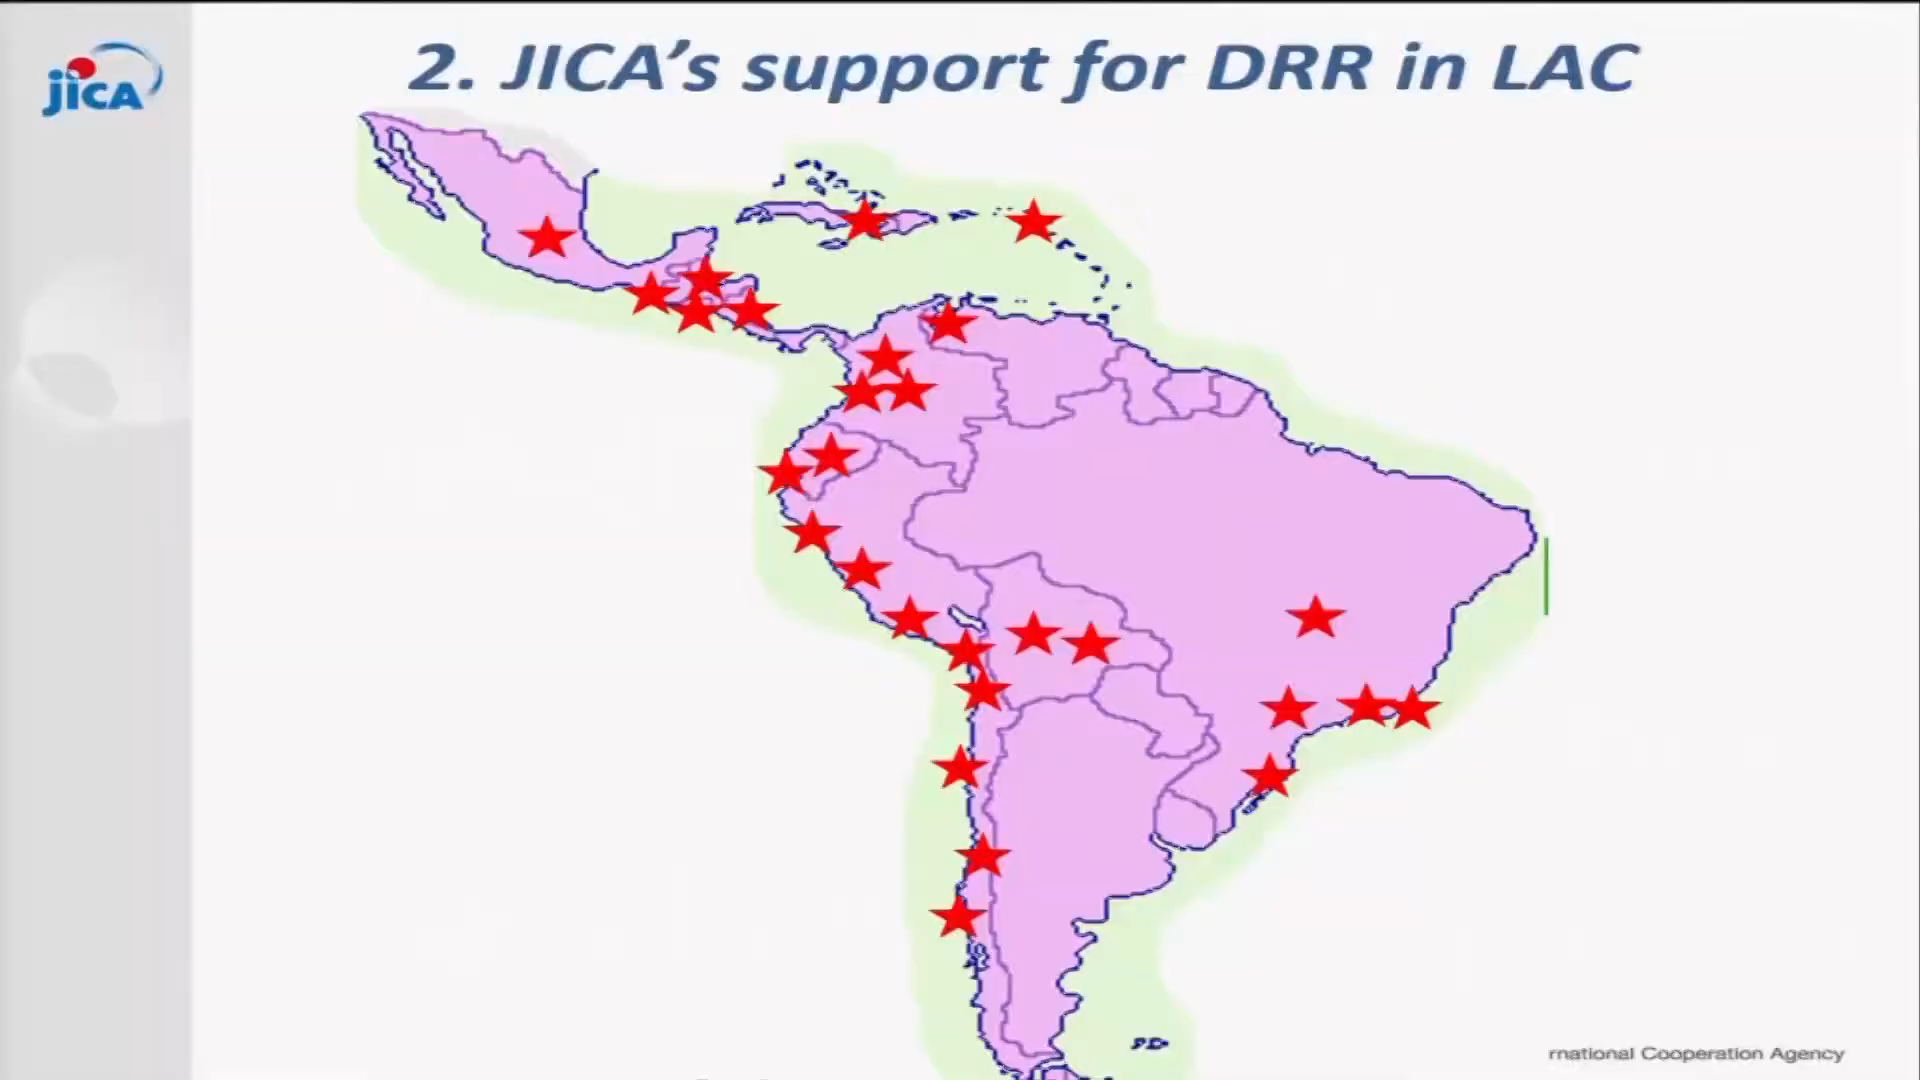 jICA
2. JICA's support for DRR in LAC
rnational Cooperation Agency